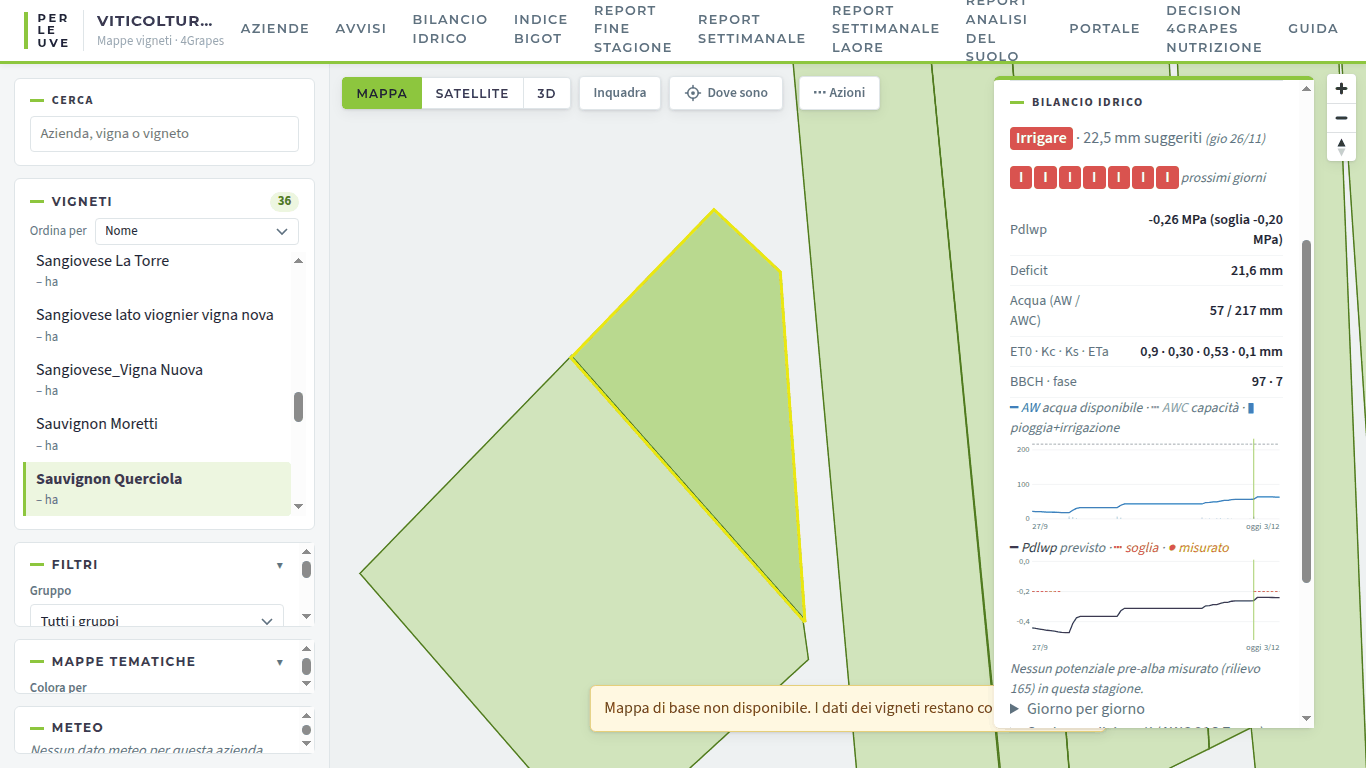 PER
LE
UVE
VITICOLTUR...
Mappe vigneti · 4Grapes
AZIENDE
AVVISI
BILANCIO
IDRICO
INDICE
BIGOT
REPORT
FINE
STAGIONE
REPORT
SETTIMANALE
REPORT
SETTIMANALE
LAORE
REPORT
ANALISI
DEL
SUOLO
PORTALE
DECISION
4GRAPES
NUTRIZIONE
GUIDA
CERCA
Azienda, vigna o vigneto
VIGNETI
36
Ordina per
Nome
Sangiovese La Torre
– ha
Sangiovese lato viognier vigna nova
– ha
Sangiovese_Vigna Nuova
– ha
Sauvignon Moretti
– ha
Sauvignon Querciola
– ha
FILTRI
Gruppo
Tutti i gruppi
MAPPE TEMATICHE
Colora per
METEO
Nessun dato meteo per questa azienda.
MAPPA
SATELLITE
3D
Inquadra
Dove sono
··· Azioni
Mappa di base non disponibile. I dati dei vigneti restano co
BILANCIO IDRICO
Irrigare · 22,5 mm suggeriti (gio 26/11)
I I I I I I I prossimi giorni
Pdlwp -0,26 MPa (soglia -0,20
MPa)
Deficit 21,6 mm
Acqua (AW /
AWC) 57 / 217 mm
ET0 · Kc · Ks · ETa 0,9 · 0,30 · 0,53 · 0,1 mm
BBCH · fase 97 · 7
AW acqua disponibile · AWC capacità ·
pioggia+irrigazione
200
100
0
27/9 oggi 3/12
Pdlwp previsto · soglia · misurato
0,0
-0,2
-0,4
27/9 oggi 3/12
Nessun potenziale pre-alba misurato (rilievo
165) in questa stagione.
Giorno per giorno